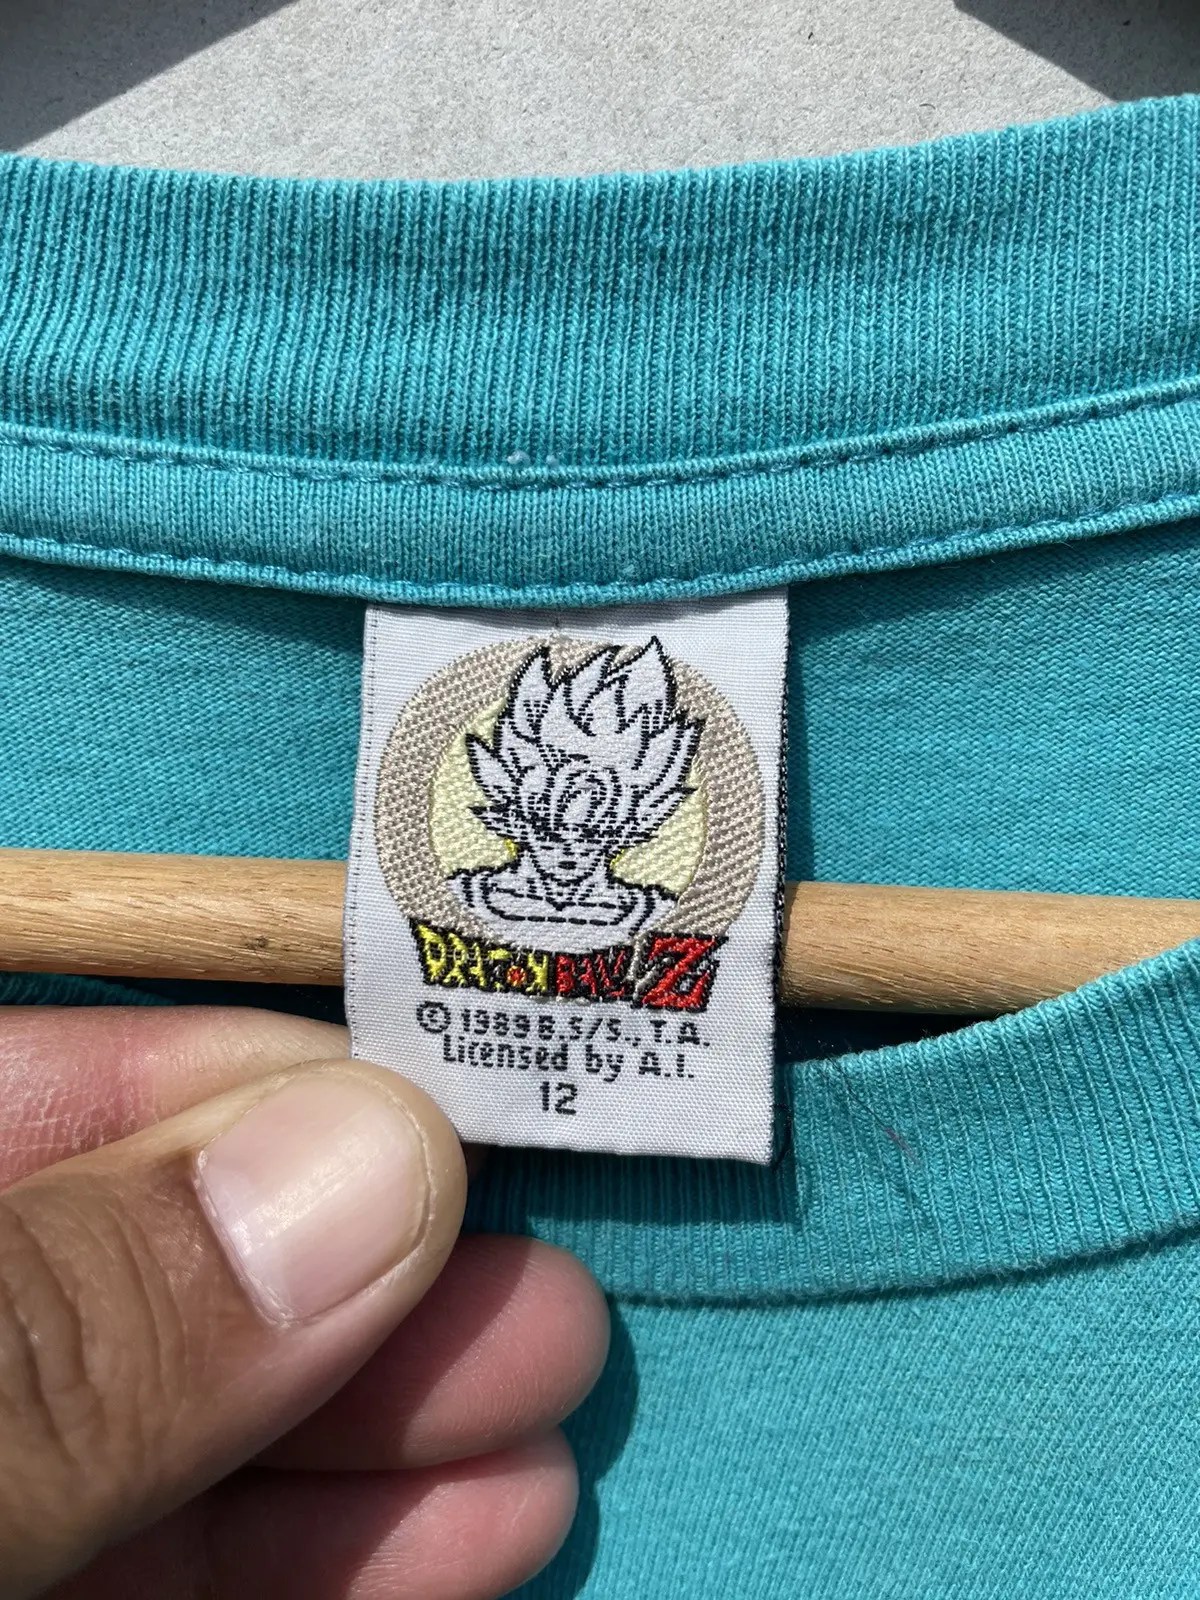 DRAGON BALL Z
© 1989 B.S/S., T.A.
Licensed by A.I.
12